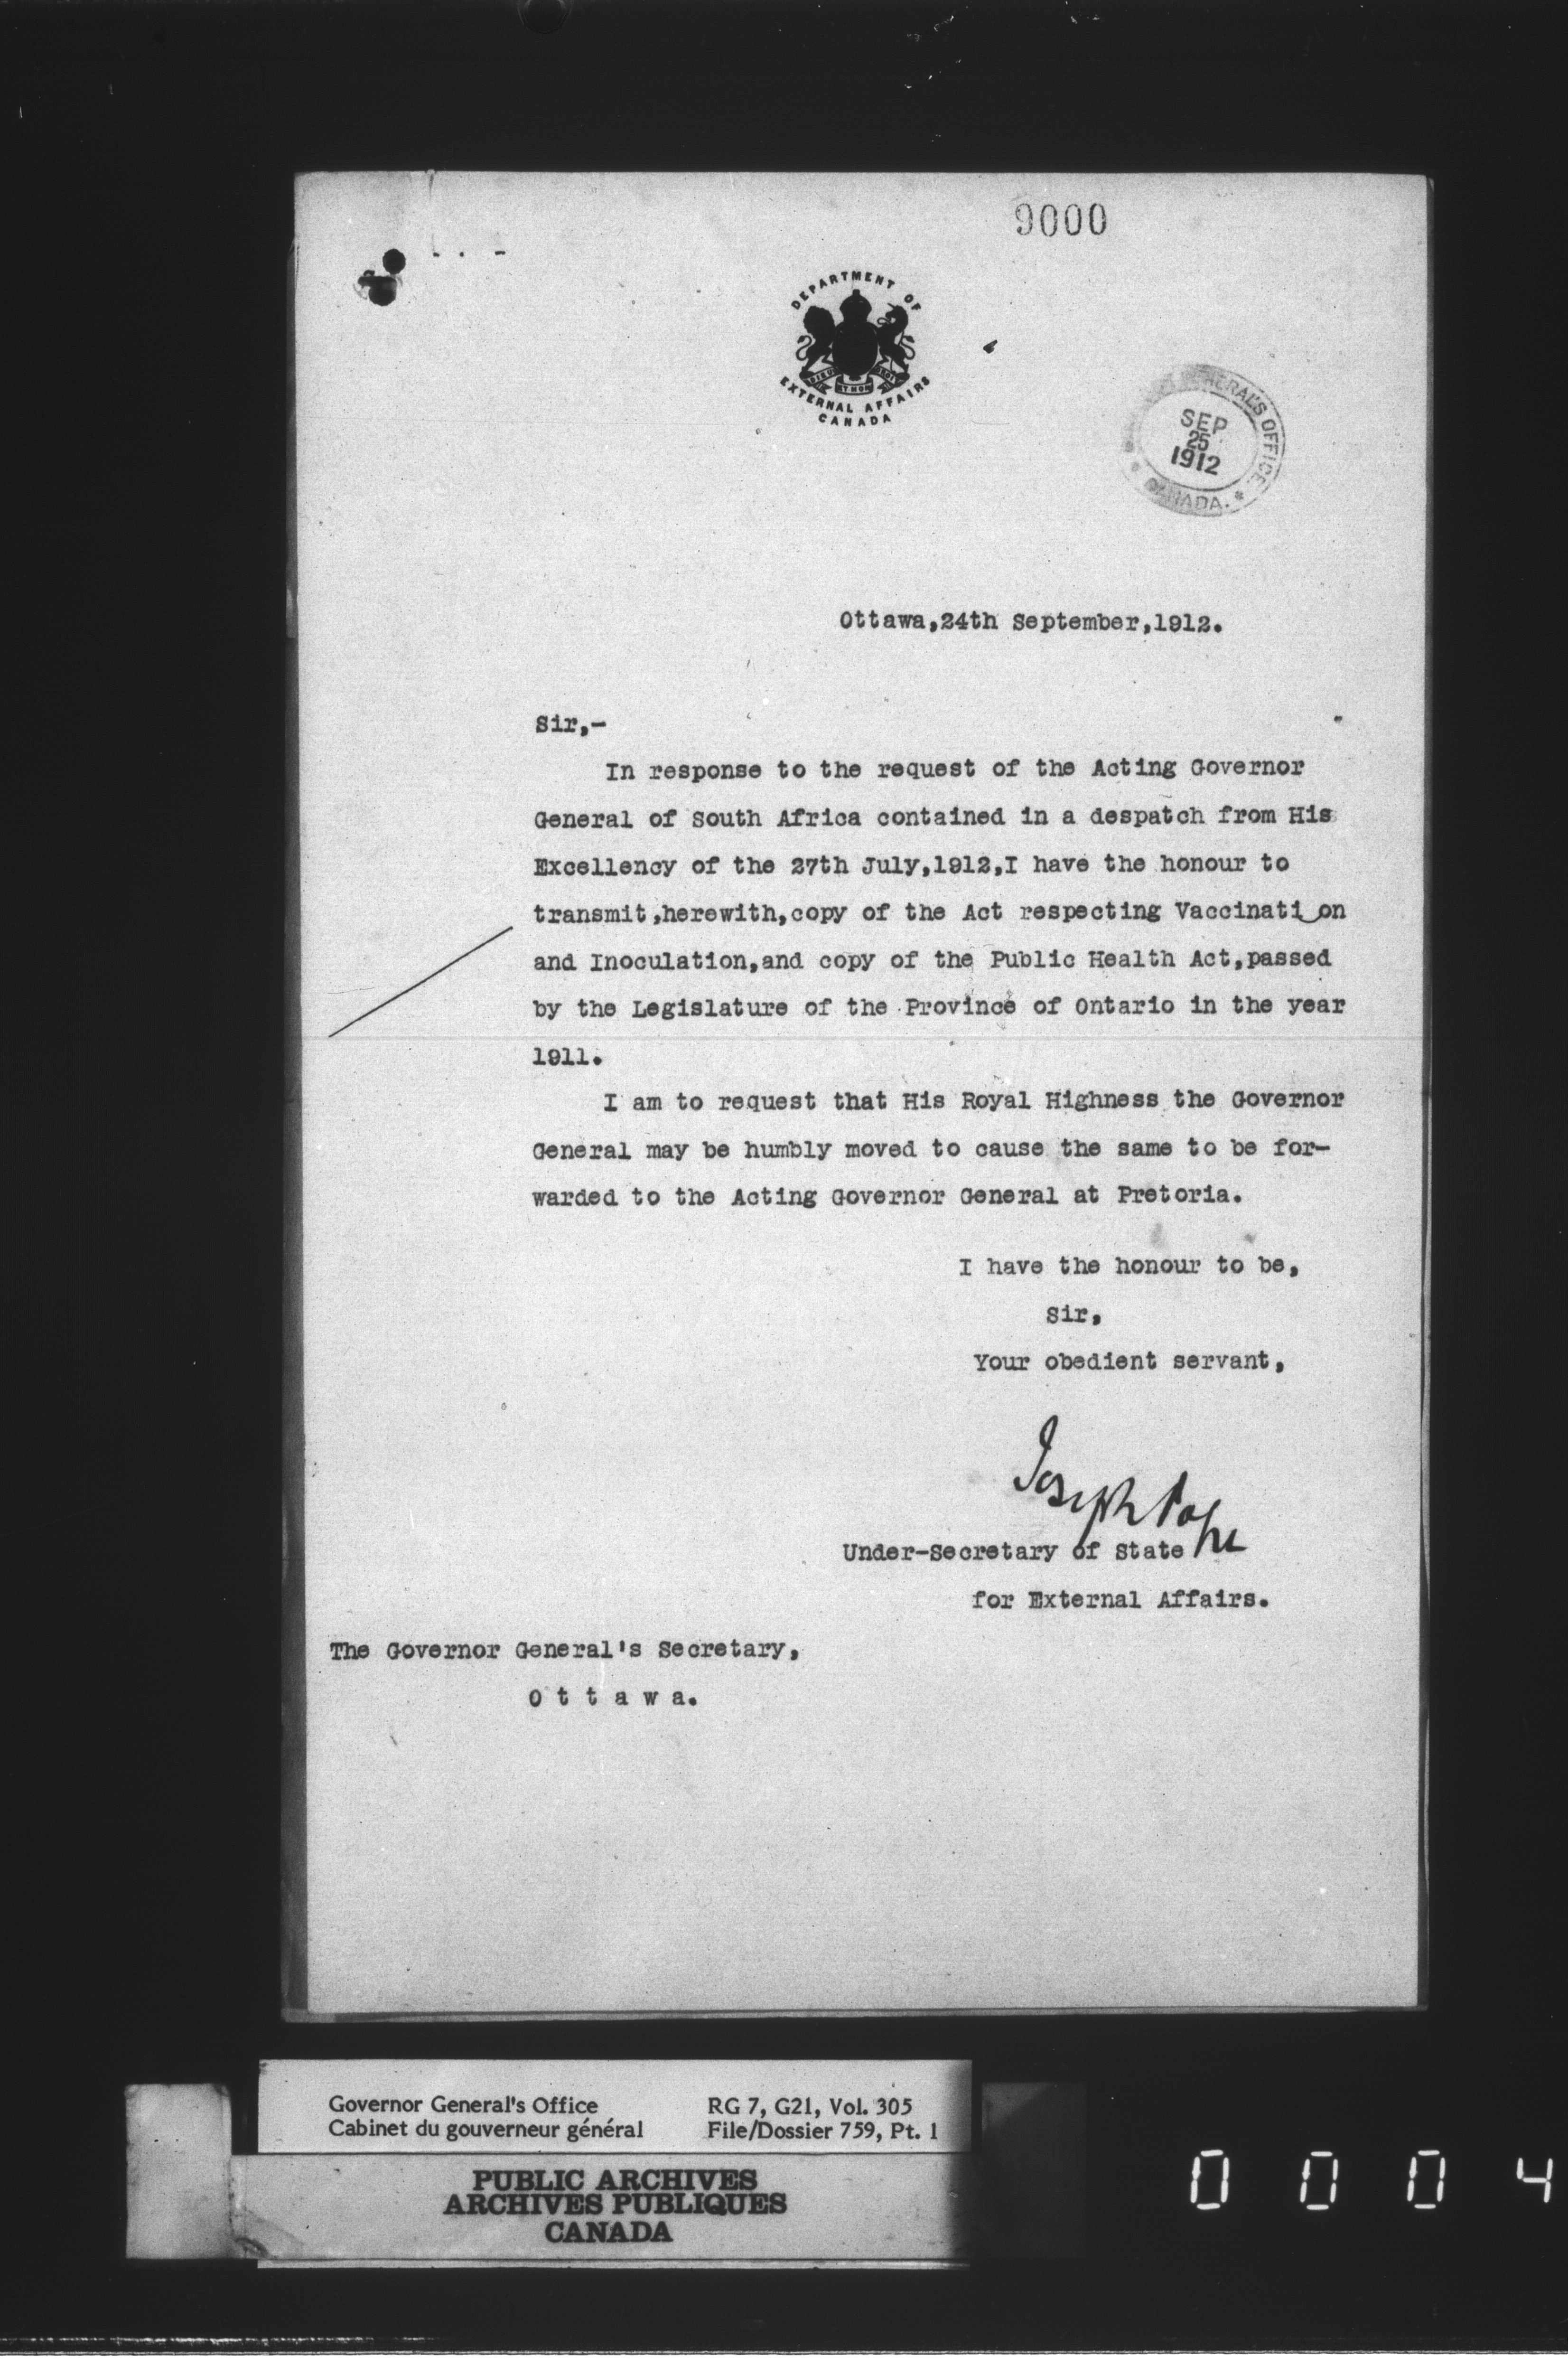 9000
DEPARTMENT OF
EXTERNAL AFFAIRS
CANADA
OFFICE.
SEP
25
1912
CANADA.
Ottawa,24th September,1912.
Sir,-
In response to the request of the Acting Governor
General of South Africa contained in a despatch from His
Excellency of the 27th July,1912,I have the honour to
transmit,herewith,copy of the Act respecting Vaccination
and Inoculation,and copy of the Public Health Act,passed
by the Legislature of the Province of Ontario in the year
1911.
I am to request that His Royal Highness the Governor
General may be humbly moved to cause the same to be for-
warded to the Acting Governor General at Pretoria.
I have the honour to be,
Sir,
Your obedient servant,
Joseph Pope
Under-Secretary of State
for External Affairs.
The Governor General's Secretary,
O t t a w a.
Governor General's Office RG 7, G21, Vol. 305
Cabinet du gouverneur général File/Dossier 759, Pt. 1
PUBLIC ARCHIVES
ARCHIVES PUBLIQUES
CANADA
0 0 0 4